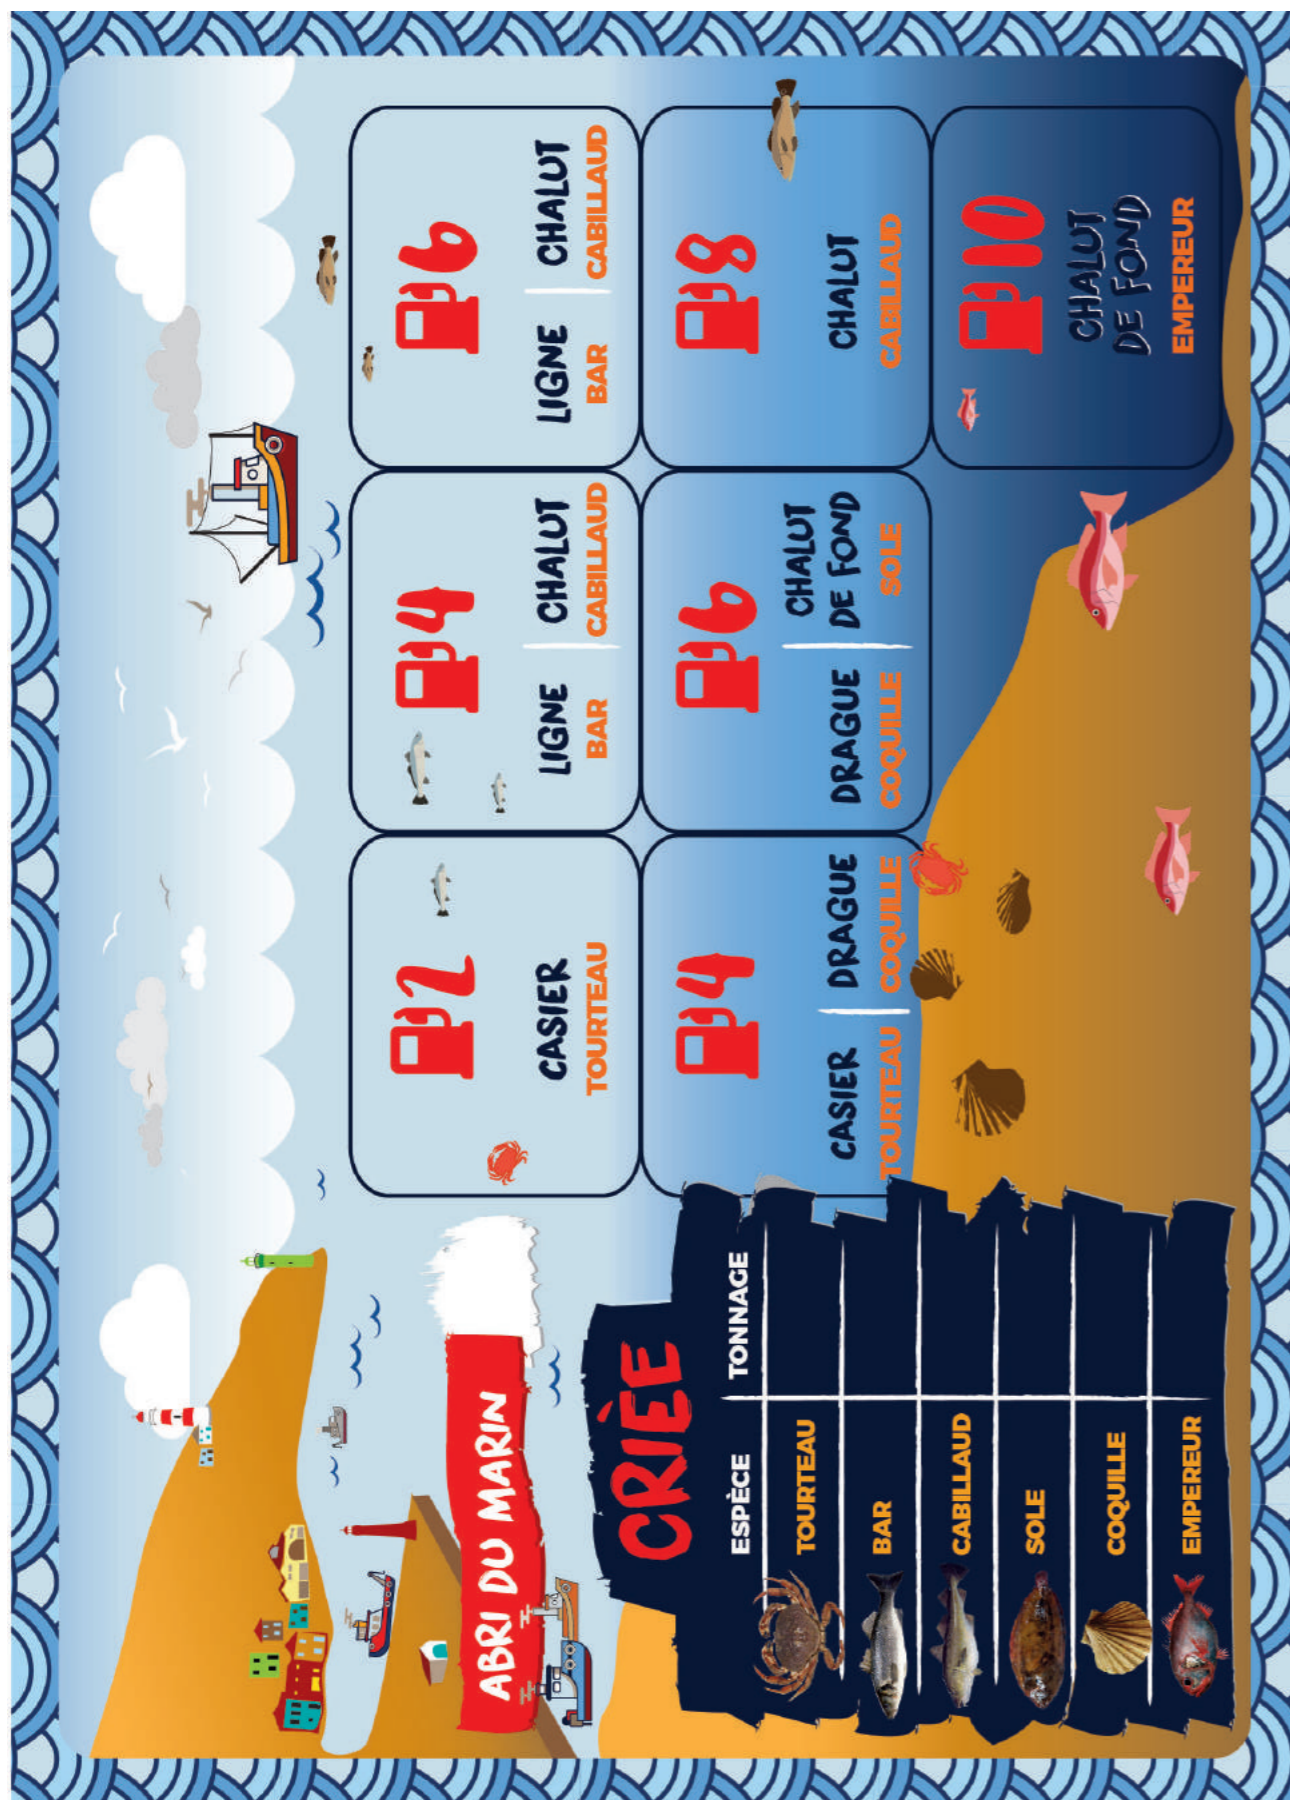 ABRI DU MARIN
2
CASIER
TOURTEAU
4
LIGNE CHALUT
BAR CABILLAUD
6
LIGNE CHALUT
BAR CABILLAUD
4
CASIER DRAGUE
TOURTEAU COQUILLE
6
DRAGUE CHALUT
DE FOND
COQUILLE SOLE
8
CHALUT
CABILLAUD
10
CHALUT
DE FOND
EMPEREUR
CRIÈE
ESPÈCE TONNAGE
TOURTEAU
BAR
CABILLAUD
SOLE
COQUILLE
EMPEREUR